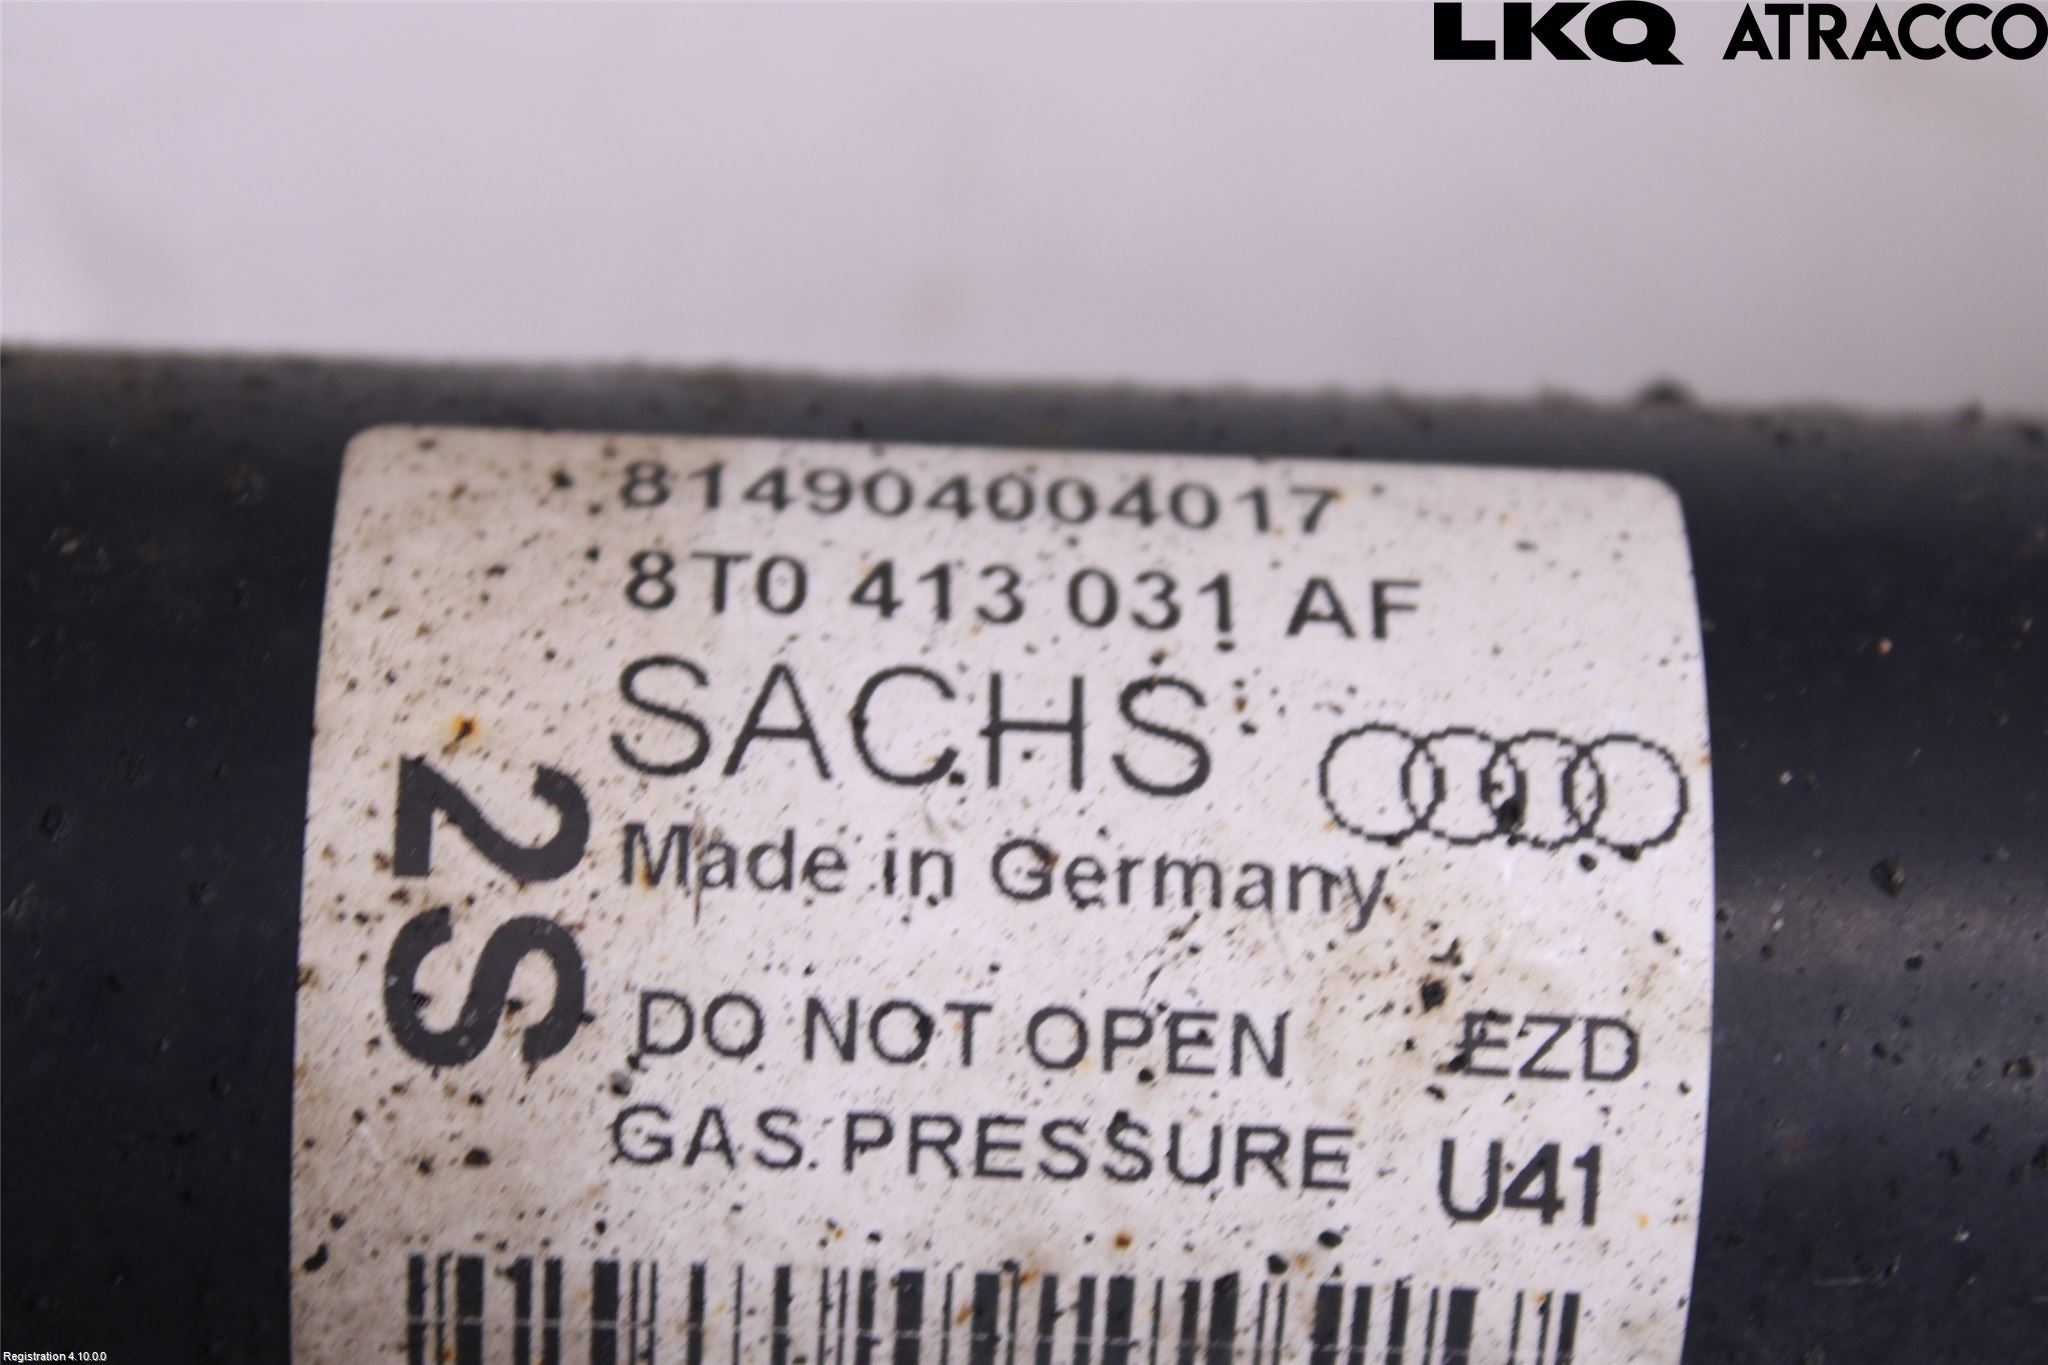 LKQ ATRACCO
814904004017
8T0 413 031 AF
SACHS
2S
Made in Germany
DO NOT OPEN EZD
GAS PRESSURE U41
Registration 4.10.0.0